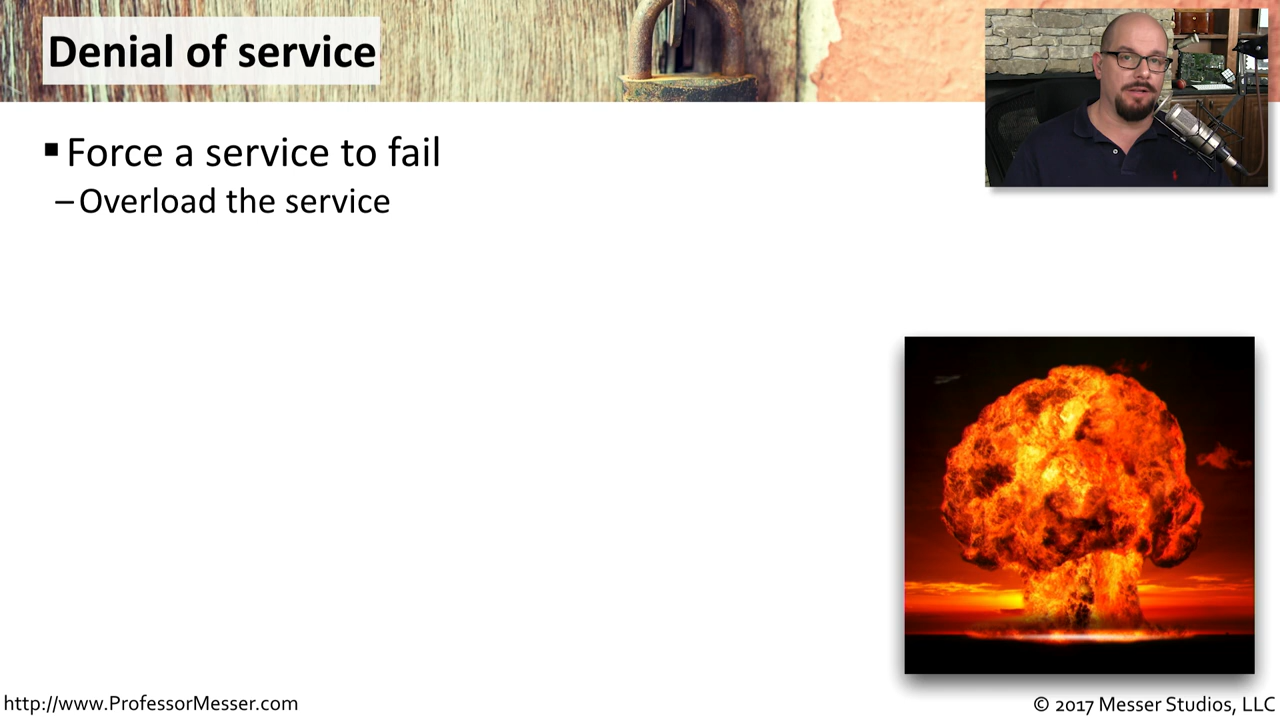 Denial of service
▪ Force a service to fail
– Overload the service
http://www.ProfessorMesser.com
© 2017 Messer Studios, LLC